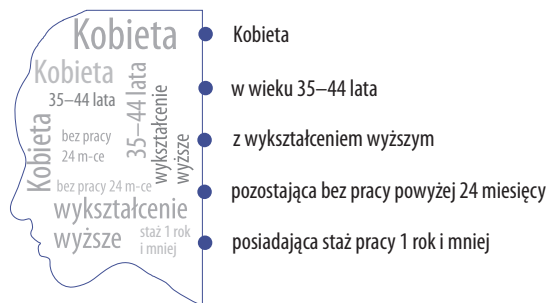 Kobieta
Kobieta
35–44 lata
Kobieta
bez pracy
24 m-ce
35–44 lata
wykształcenie
wyższe
bez pracy 24 m-ce
wykształcenie
wyższe
staż 1 rok
i mniej
Kobieta
w wieku 35–44 lata
z wykształceniem wyższym
pozostająca bez pracy powyżej 24 miesięcy
posiadająca staż pracy 1 rok i mniej